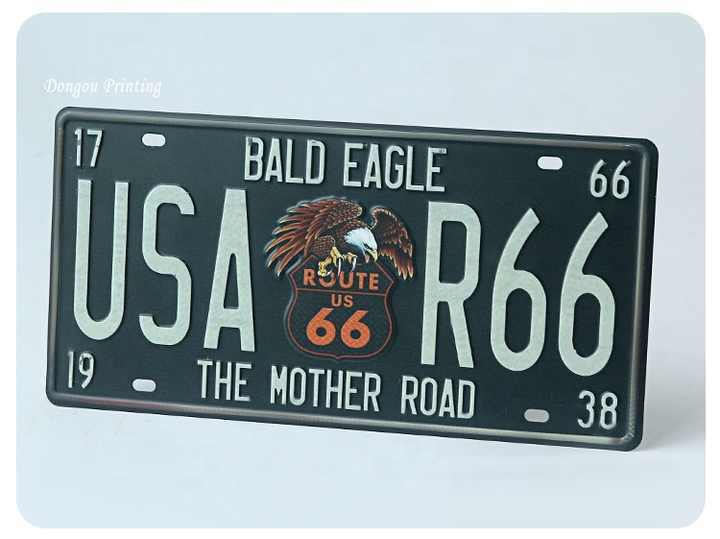 Dongou Printing
17 BALD EAGLE 66
USA R66
ROUTE
US
66
19 THE MOTHER ROAD 38